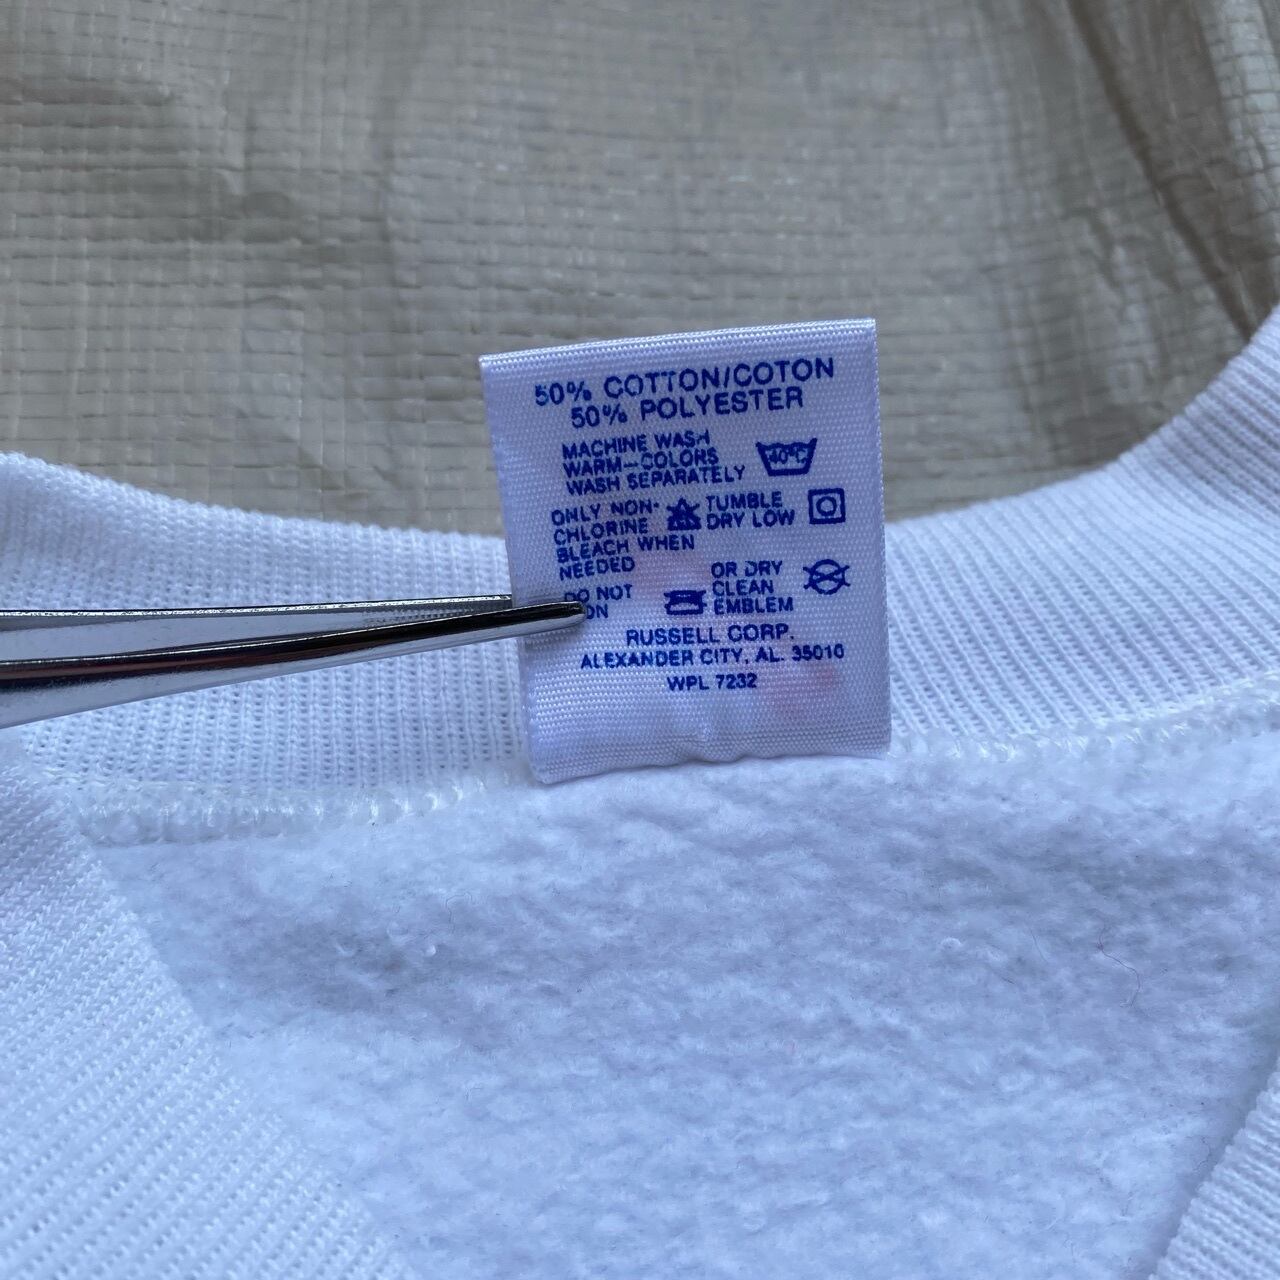 50% COTTON/COTON
50% POLYESTER
MACHINE WASH
WARM-COLORS
WASH SEPARATELY
40°C
ONLY NON-
CHLORINE
BLEACH WHEN
NEEDED
TUMBLE
DRY LOW
DO NOT
OR DRY
CLEAN
EMBLEM
RUSSELL CORP.
ALEXANDER CITY, AL. 35010
WPL 7232